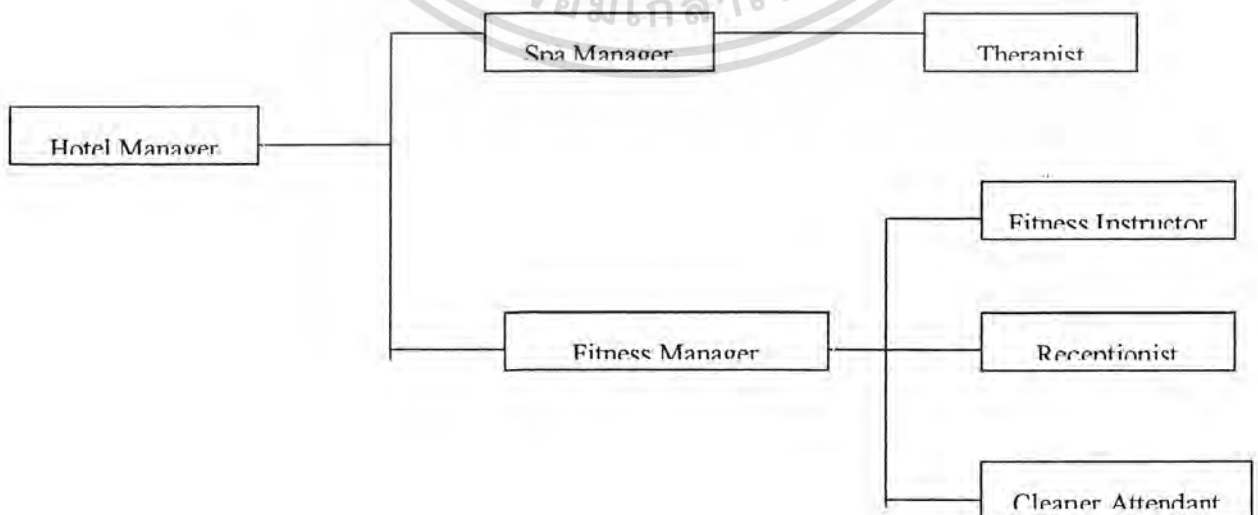 Spa Manager
Therapist
Hotel Manager
Fitness Instructor
Fitness Manager
Receptionist
Cleaner Attendant